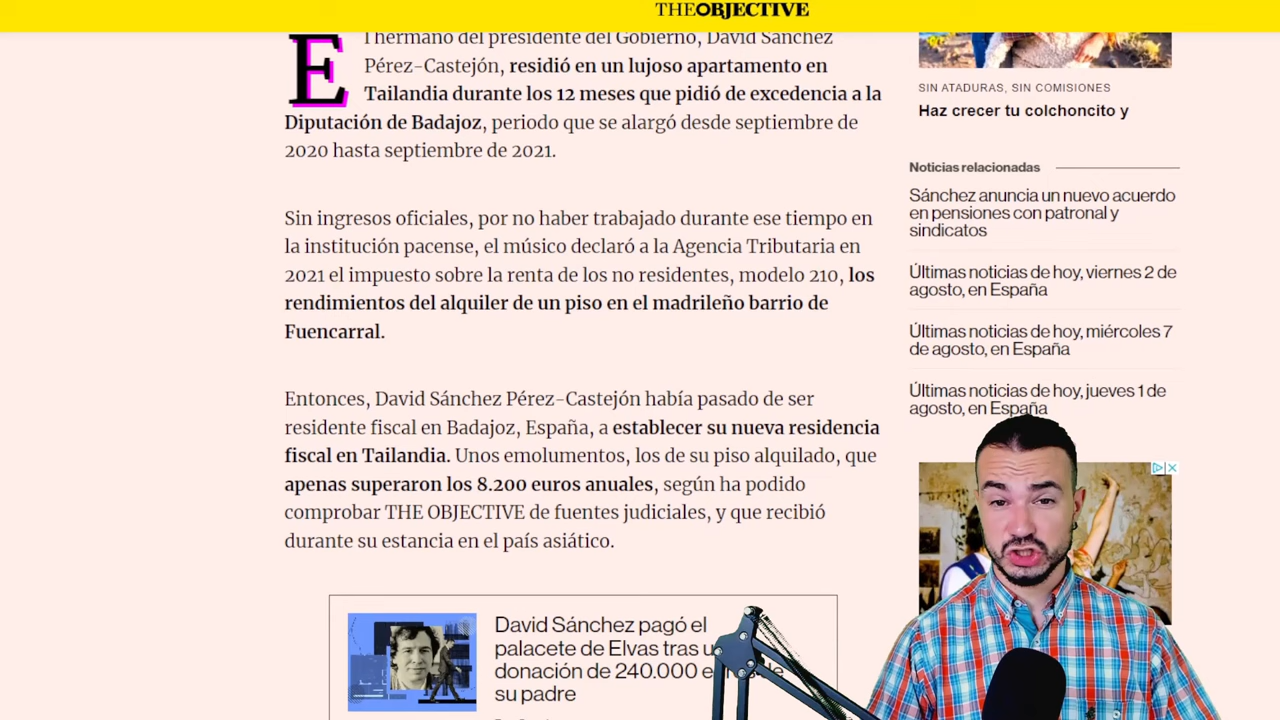 THEOBJECTIVE
E
l hermano del presidente del Gobierno, David Sánchez
Pérez-Castejón, residió en un lujoso apartamento en
Tailandia durante los 12 meses que pidió de excedencia a la
Diputación de Badajoz, periodo que se alargó desde septiembre de
2020 hasta septiembre de 2021.
Sin ingresos oficiales, por no haber trabajado durante ese tiempo en
la institución pacense, el músico declaró a la Agencia Tributaria en
2021 el impuesto sobre la renta de los no residentes, modelo 210, los
rendimientos del alquiler de un piso en el madrileño barrio de
Fuencarral.
Entonces, David Sánchez Pérez-Castejón había pasado de ser
residente fiscal en Badajoz, España, a establecer su nueva residencia
fiscal en Tailandia. Unos emolumentos, los de su piso alquilado, que
apenas superaron los 8.200 euros anuales, según ha podido
comprobar THE OBJECTIVE de fuentes judiciales, y que recibió
durante su estancia en el país asiático.
David Sánchez pagó el
palacete de Elvas tras
donación de 240.000 de
su padre
SIN ATADURAS, SIN COMISIONES
Haz crecer tu colchoncito y
Noticias relacionadas
Sánchez anuncia un nuevo acuerdo
en pensiones con patronal y
sindicatos
Últimas noticias de hoy, viernes 2 de
agosto, en España
Últimas noticias de hoy, miércoles 7
de agosto, en España
Últimas noticias de hoy, jueves 1 de
agosto, en España